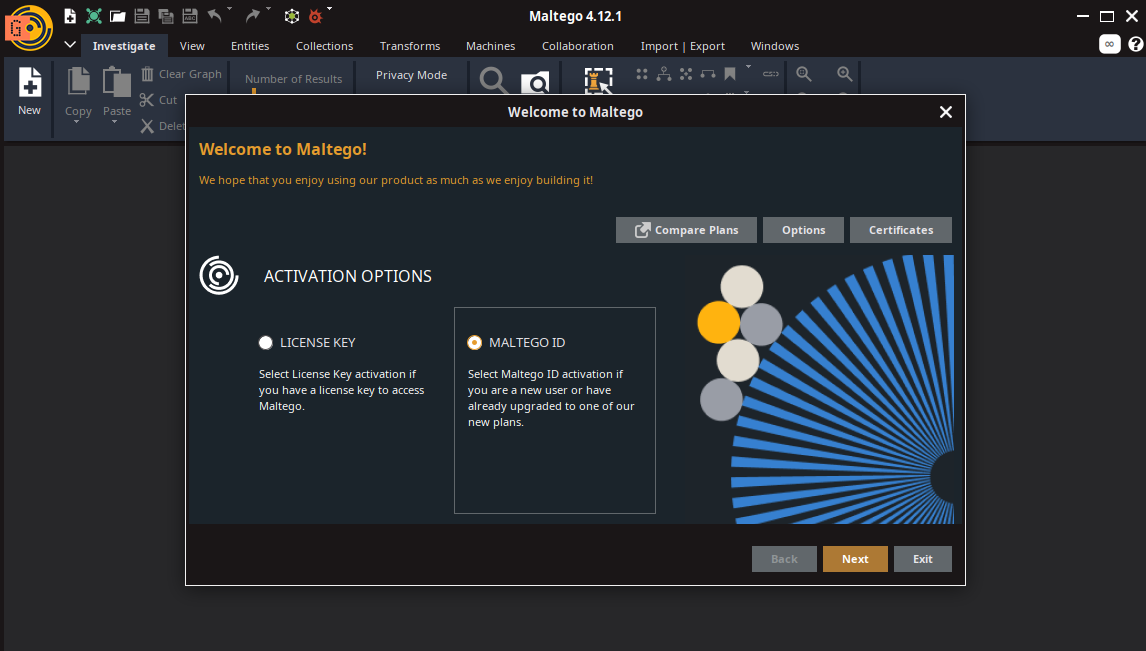 Maltego 4.12.1
Investigate View Entities Collections Transforms Machines Collaboration Import | Export Windows
New
Copy
Paste
Clear Graph
Cut
Number of Results
Privacy Mode
Welcome to Maltego
Welcome to Maltego!
We hope that you enjoy using our product as much as we enjoy building it!
Compare Plans Options Certificates
ACTIVATION OPTIONS
LICENSE KEY
Select License Key activation if
you have a license key to access
Maltego.
MALTEGO ID
Select Maltego ID activation if
you are a new user or have
already upgraded to one of our
new plans.
Back Next Exit